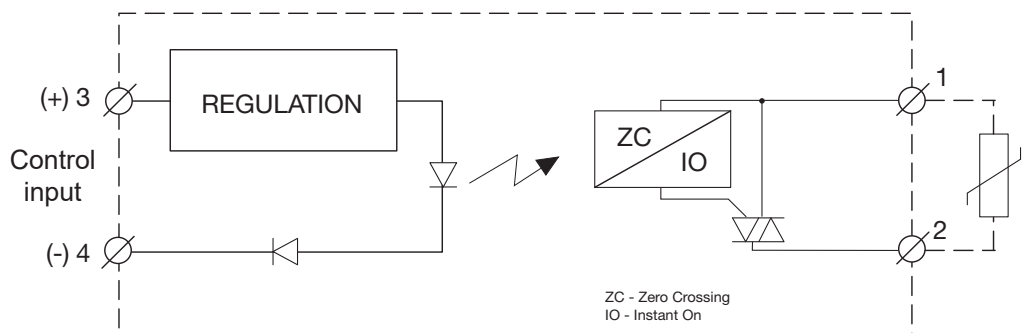 (+) 3
REGULATION
1
ZC
IO
Control
input
(-) 4
2
ZC - Zero Crossing
IO - Instant On